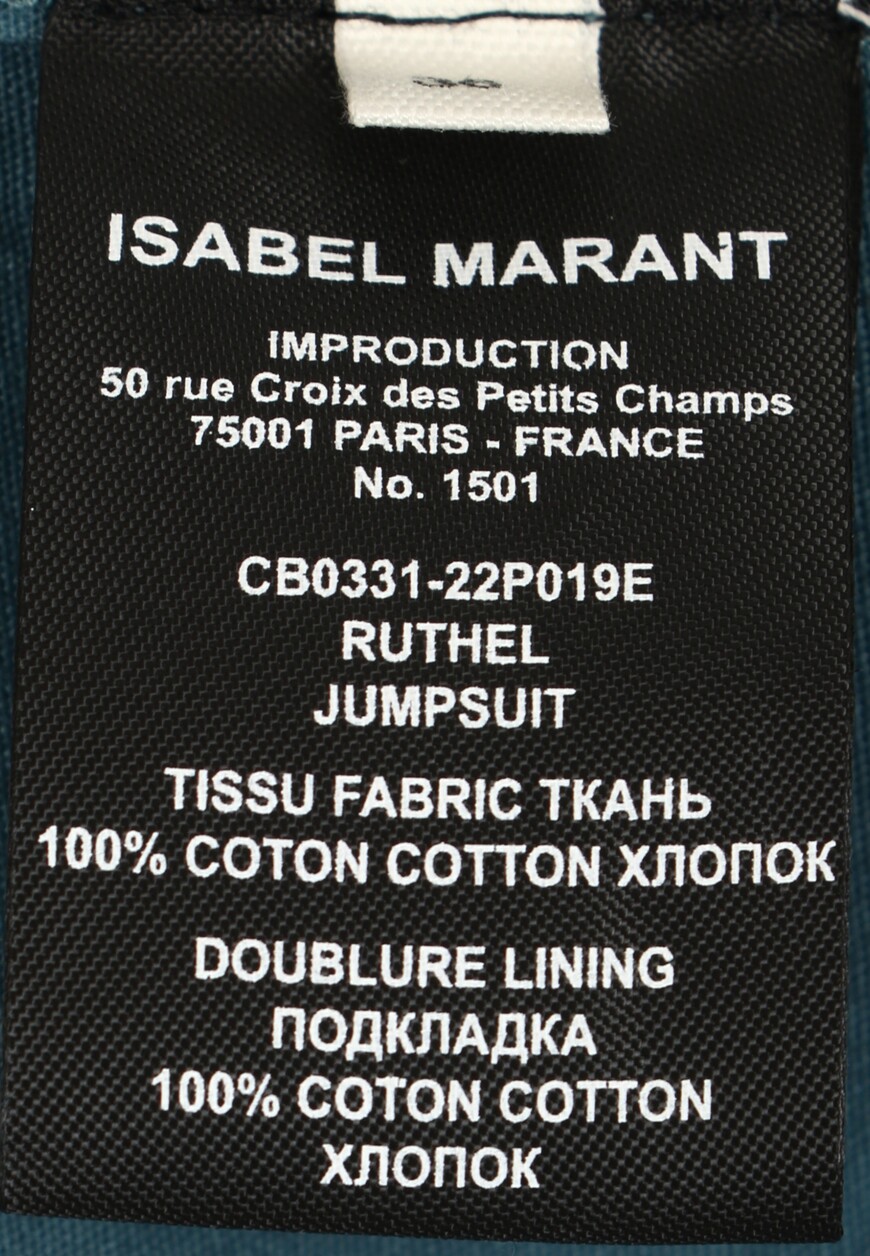 ISABEL MARANT
IMPRODUCTION
50 rue Croix des Petits Champs
75001 PARIS - FRANCE
No. 1501
CB0331-22P019E
RUTHEL
JUMPSUIT
TISSU FABRIC ТКАНЬ
100% COTON COTTON ХЛОПОК
DOUBLURE LINING
ПОДКЛАДКА
100% COTON COTTON
ХЛОПОК